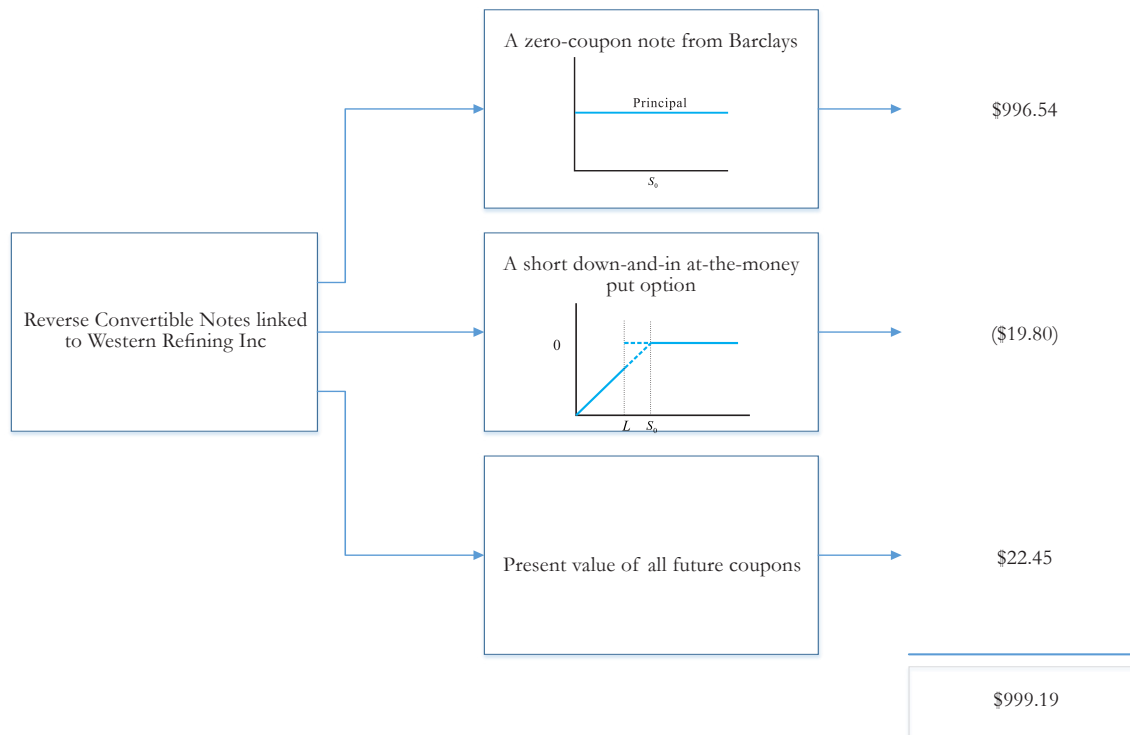 A zero-coupon note from Barclays
Principal
S₀
$996.54
Reverse Convertible Notes linked
to Western Refining Inc
A short down-and-in at-the-money
put option
0
L S₀
($19.80)
Present value of all future coupons
$22.45
$999.19